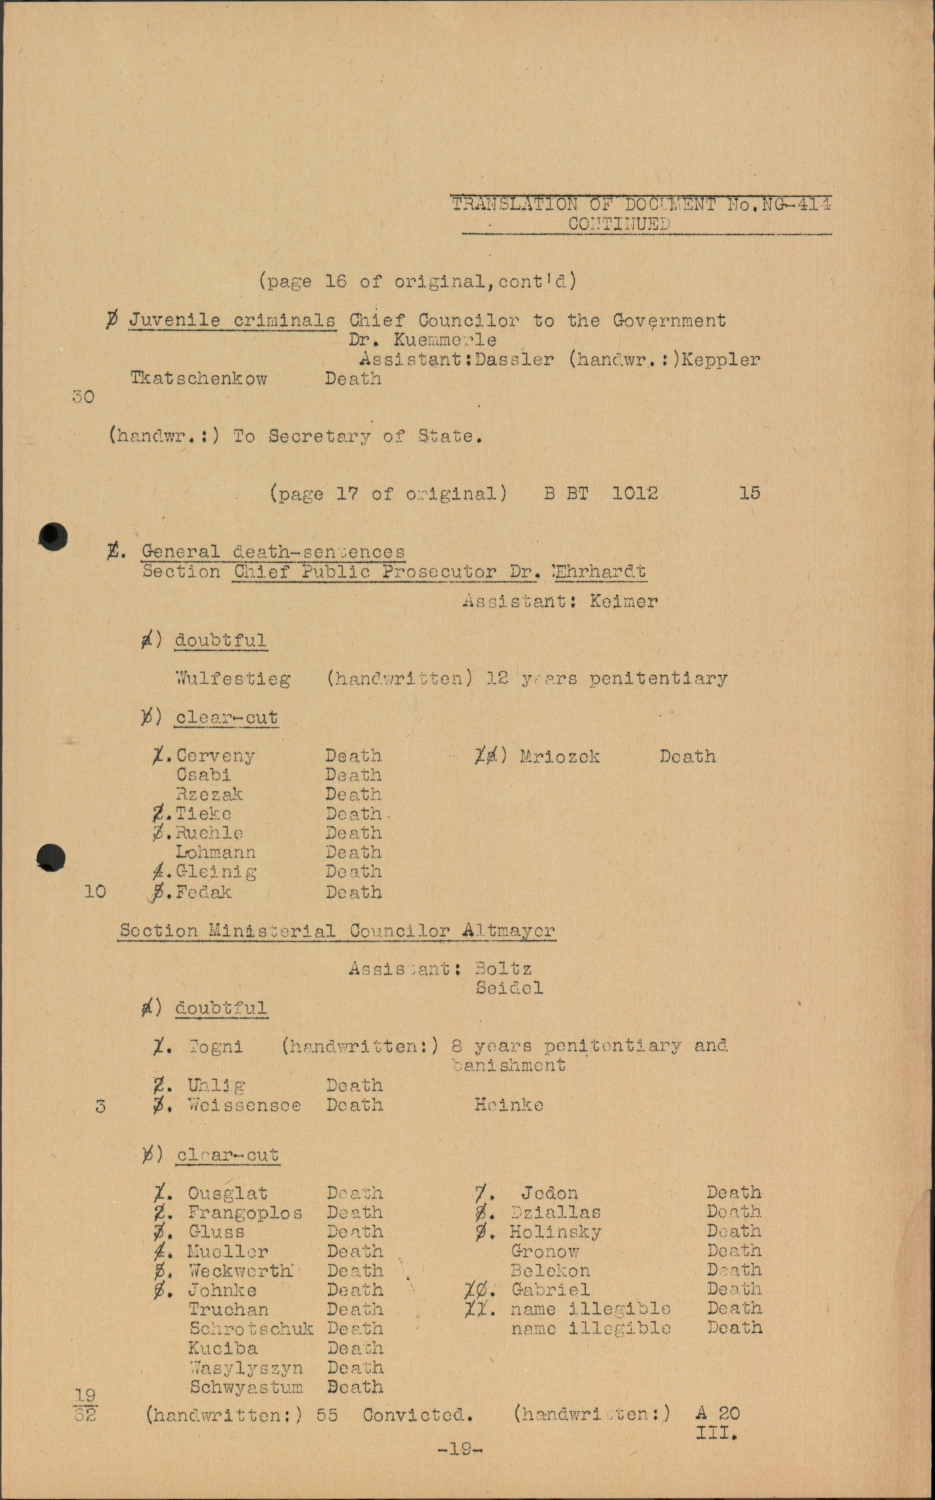 TRANSLATION OF DOCUMENT No.NG-414
CONTINUED
(page 16 of original,cont'd)
Juvenile criminals Chief Councilor to the Government
Dr. Kuemmerle
Assistant:Dassler (handwr.:)Keppler
Tkatschenkow Death
30
(handwr.:) To Secretary of State.
(page 17 of original) B BT 1012 15
E. General death-sentences
Section Chief Public Prosecutor Dr. Ehrhardt
Assistant: Keimer
a) doubtful
Wulfestieg (handwritten) 12 years penitentiary
b) clear-cut
1.Cerveny Death 10) Mriozek Death
Csabi Death
Rzezak Death
2.Tieke Death
3.Ruehle Death
Lohmann Death
4.Gleinig Death
10 5.Fedak Death
Section Ministerial Councilor Altmayer
Assistant: Boltz
Seidel
a) doubtful
1. Togni (handwritten:) 8 years penitentiary and
banishment
2. Uhlig Death
3 3. Weissensee Death Heinke
b) clear-cut
1. Ousglat Death 7. Jedon Death
2. Frangoplos Death 8. Dziallas Death
3. Gluss Death 9. Holinsky Death
4. Mueller Death Gronow Death
5. Weckwerth Death Belekon Death
6. Johnke Death 10. Gabriel Death
Truchan Death 11. name illegible Death
Schrotschuk Death name illegible Death
Kuciba Death
Wasylyszyn Death
Schwyastum Death
19
62 (handwritten:) 55 Convicted. (handwritten:) A 20
III.
-19-